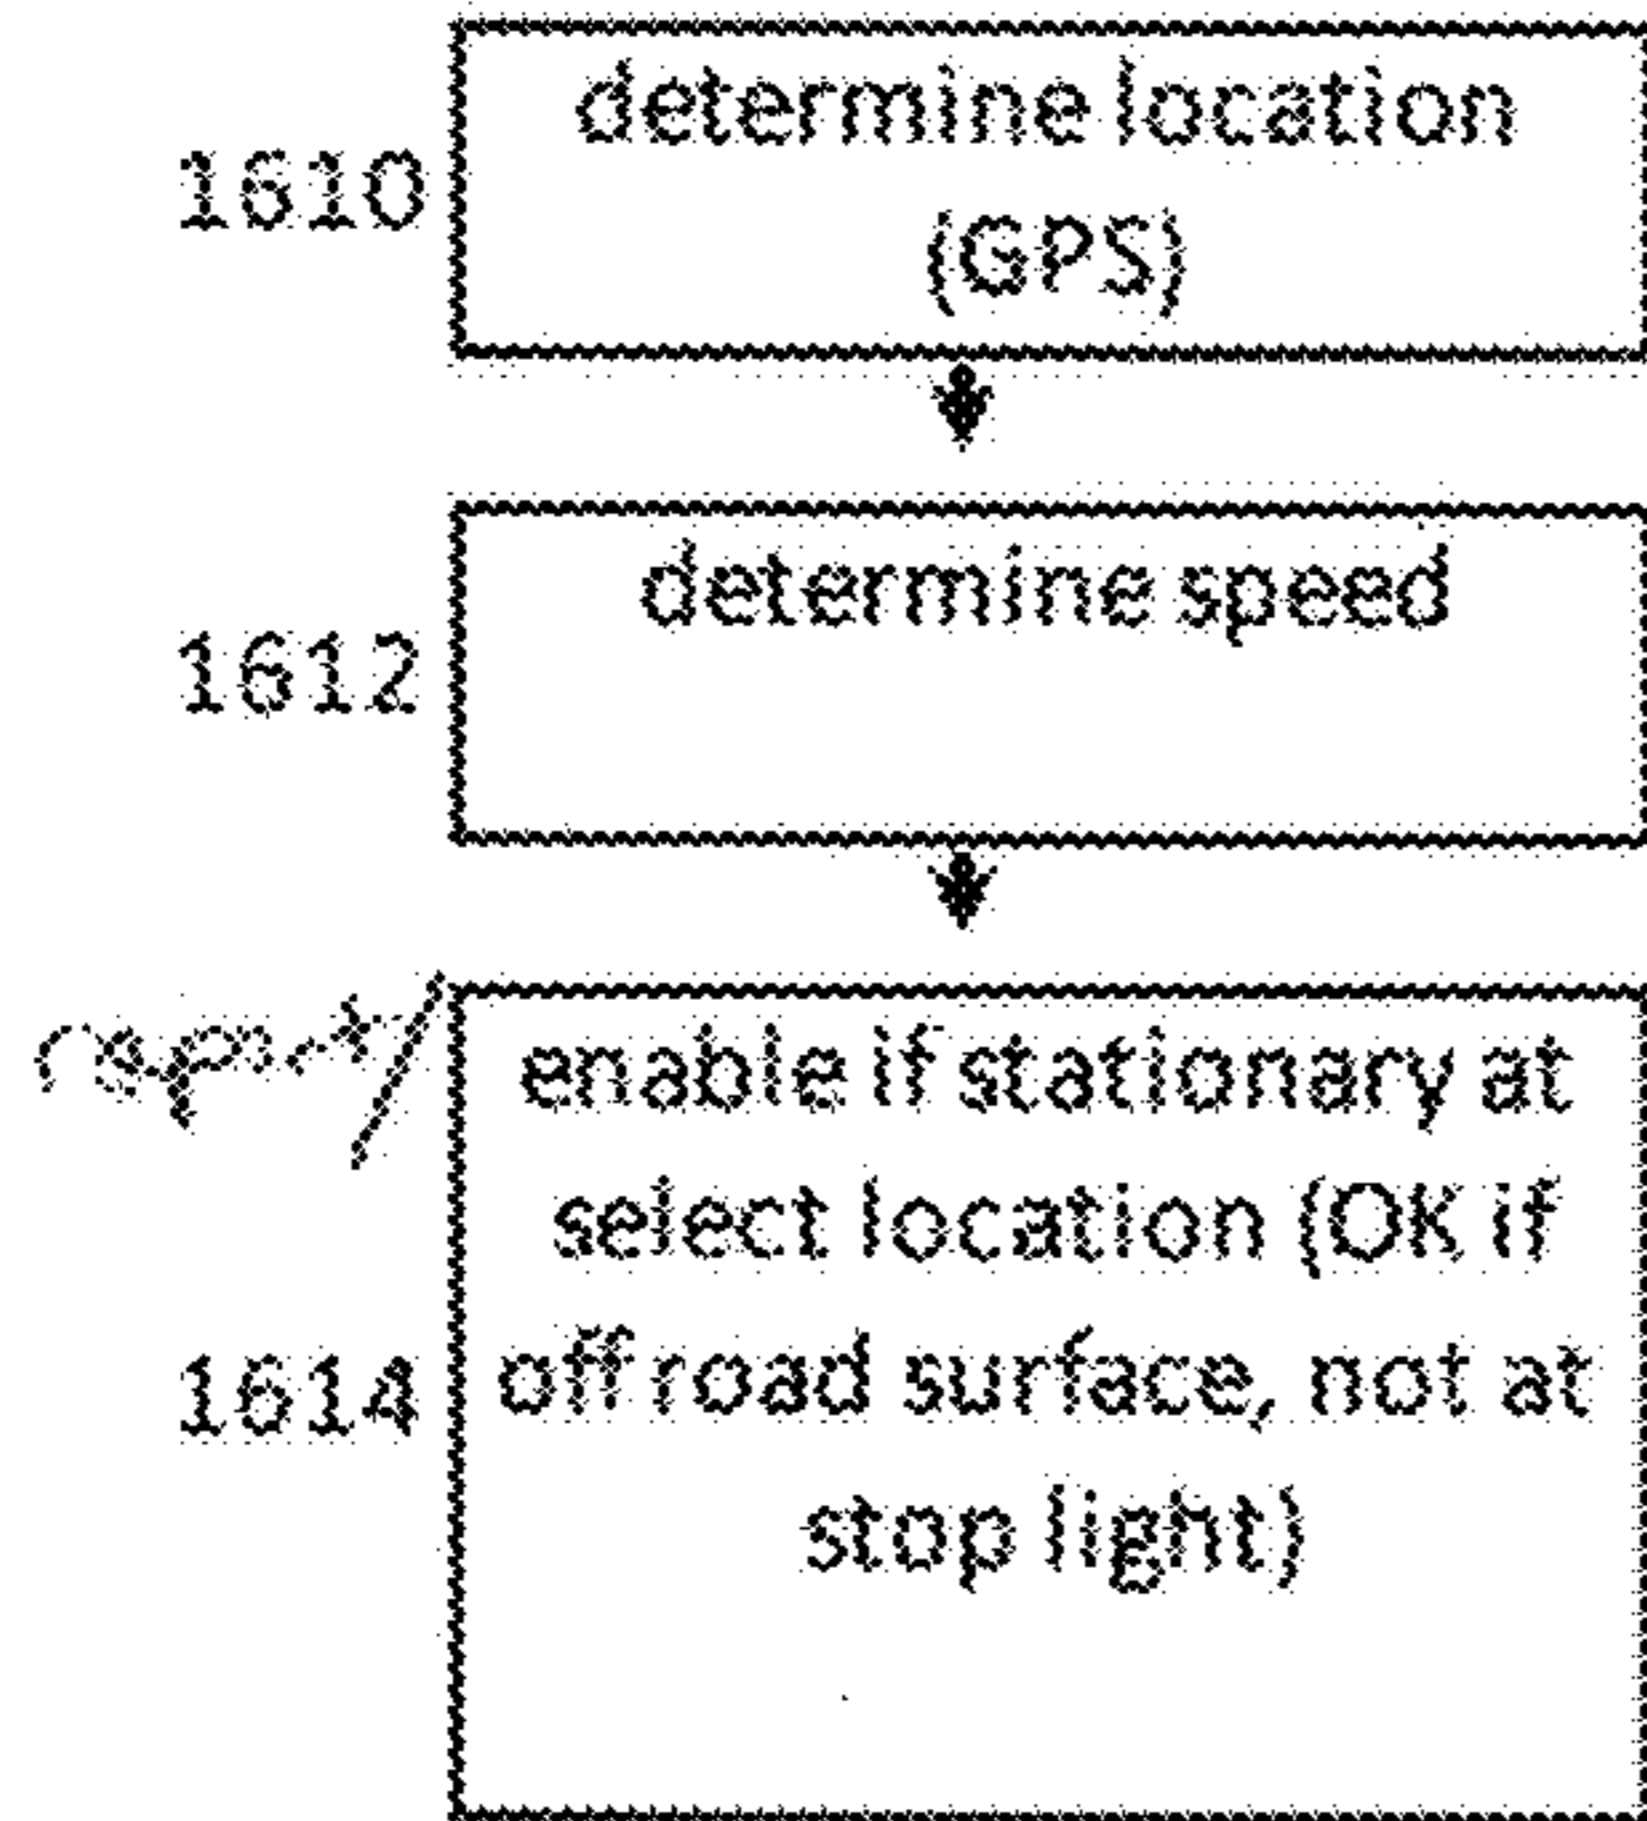 1610
determine location
(GPS)
1612
determine speed
report/
1614
enable if stationary at
select location (OK if
off road surface, not at
stop light)